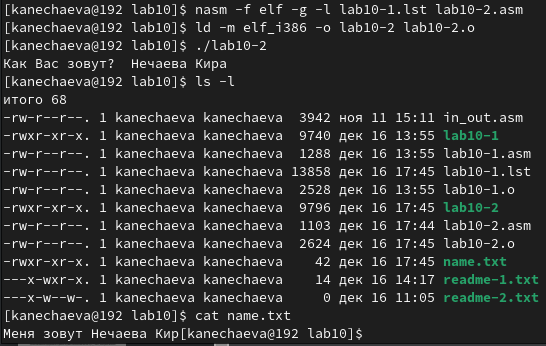 [kanechaeva@192 lab10]$ nasm -f elf -g -l lab10-1.lst lab10-2.asm
[kanechaeva@192 lab10]$ ld -m elf_i386 -o lab10-2 lab10-2.o
[kanechaeva@192 lab10]$ ./lab10-2
Как Вас зовут?  Нечаева Кира
[kanechaeva@192 lab10]$ ls -l
итого 68
-rw-r--r--. 1 kanechaeva kanechaeva  3942 ноя 11 15:11 in_out.asm
-rwxr-xr-x. 1 kanechaeva kanechaeva  9740 дек 16 13:55 lab10-1
-rw-r--r--. 1 kanechaeva kanechaeva  1288 дек 16 13:55 lab10-1.asm
-rw-r--r--. 1 kanechaeva kanechaeva 13858 дек 16 17:45 lab10-1.lst
-rw-r--r--. 1 kanechaeva kanechaeva  2528 дек 16 13:55 lab10-1.o
-rwxr-xr-x. 1 kanechaeva kanechaeva  9796 дек 16 17:45 lab10-2
-rw-r--r--. 1 kanechaeva kanechaeva  1103 дек 16 17:44 lab10-2.asm
-rw-r--r--. 1 kanechaeva kanechaeva  2624 дек 16 17:45 lab10-2.o
-rwxr-xr-x. 1 kanechaeva kanechaeva    42 дек 16 17:45 name.txt
---x-wxr-x. 1 kanechaeva kanechaeva    14 дек 16 14:17 readme-1.txt
---x-w--w-. 1 kanechaeva kanechaeva     0 дек 16 11:05 readme-2.txt
[kanechaeva@192 lab10]$ cat name.txt
Меня зовут Нечаева Кир[kanechaeva@192 lab10]$